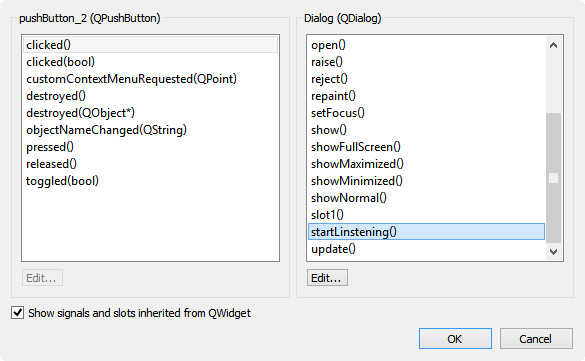 pushButton_2 (QPushButton)
clicked()
clicked(bool)
customContextMenuRequested(QPoint)
destroyed()
destroyed(QObject*)
objectNameChanged(QString)
pressed()
released()
toggled(bool)
Edit...
Dialog (QDialog)
open()
raise()
reject()
repaint()
setFocus()
show()
showFullScreen()
showMaximized()
showMinimized()
showNormal()
slot1()
startLinstening()
update()
Edit...
Show signals and slots inherited from QWidget
OK
Cancel